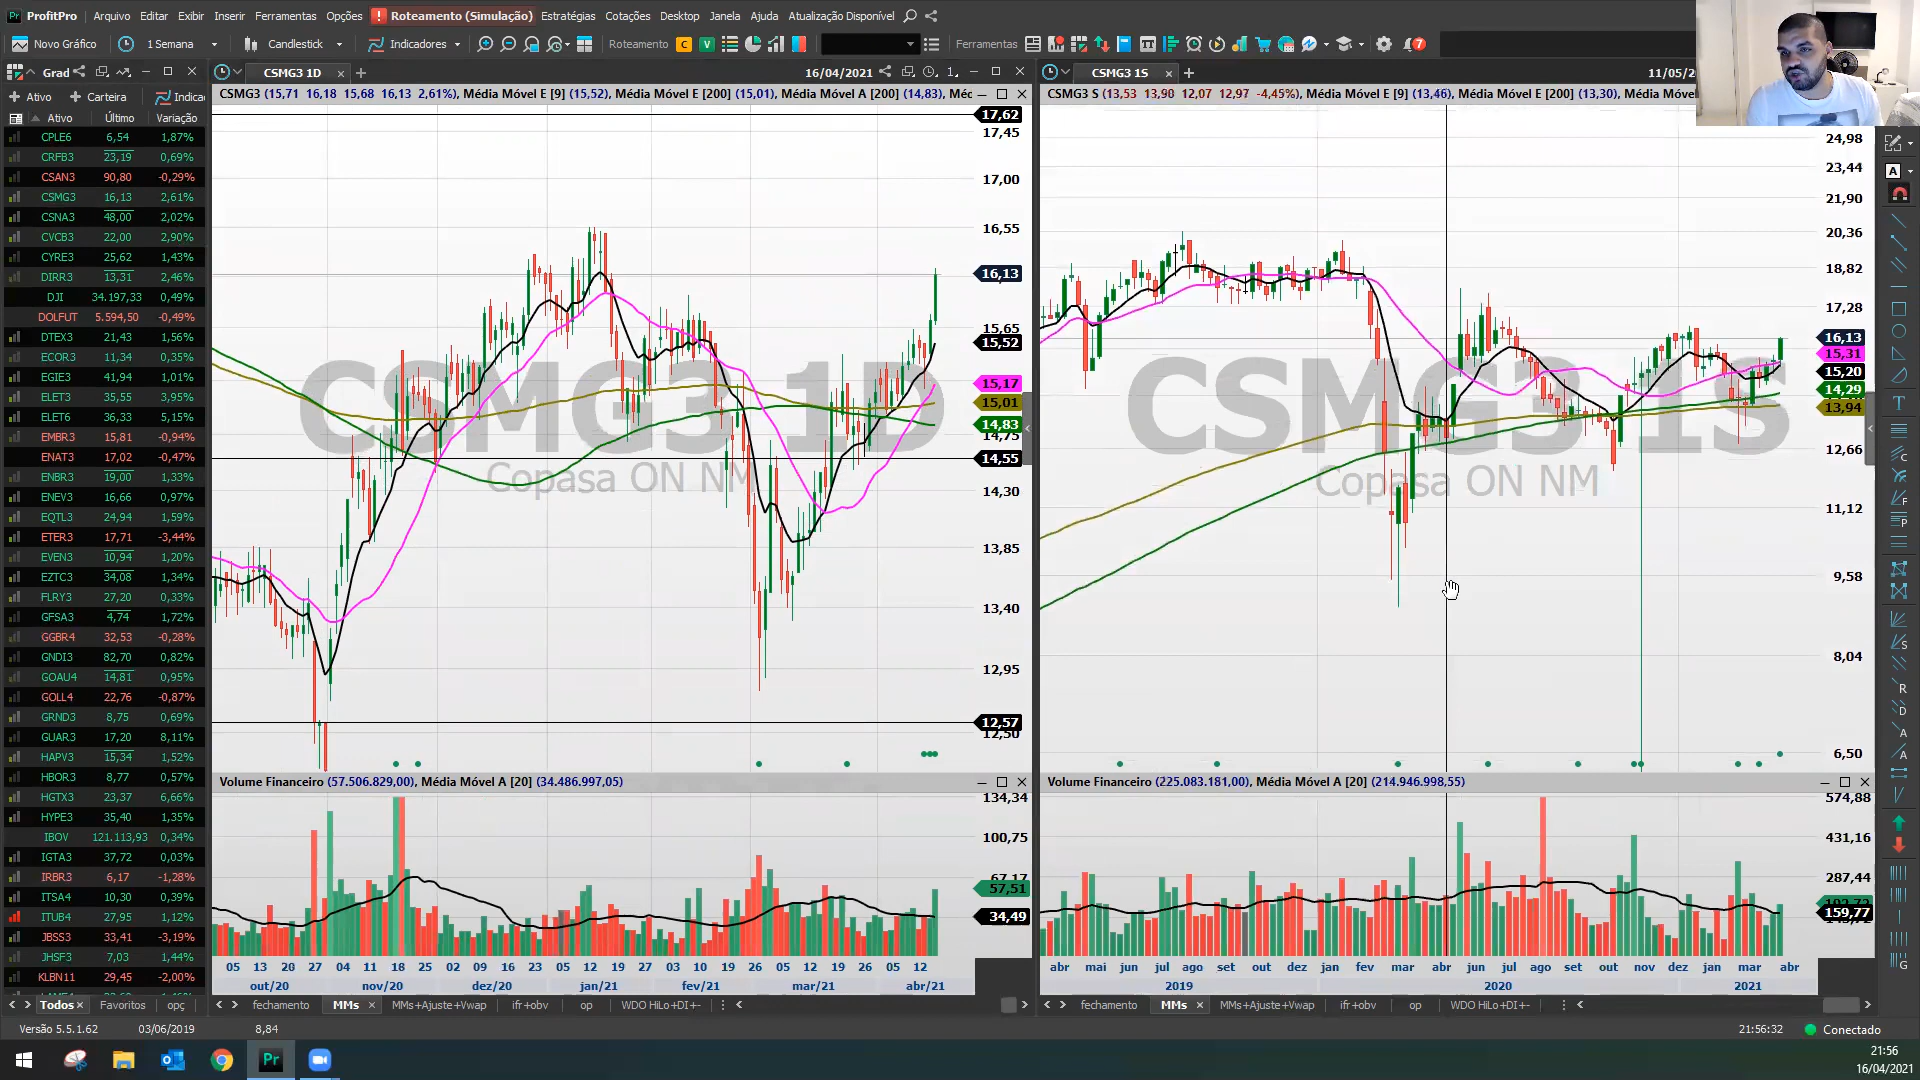 ProfitPro Arquivo Editar Exibir Inserir Ferramentas Opções Roteamento (Simulação) Estratégias Cotações Desktop Janela Ajuda Atualização Disponível
Novo Gráfico 1 Semana Candlestick Indicadores Roteamento C V Ferramentas 7
Grad CSMG3 1D 16/04/2021 CSMG3 1S
Ativo Carteira Indica
CSMG3 (15,71 16,18 15,68 16,13 2,61%), Média Móvel E [9] (15,52), Média Móvel E [200] (15,01), Média Móvel A [200] (14,83), Méc
CSMG3 S (13,53 13,90 12,07 12,97 -4,45%), Média Móvel E [9] (13,46), Média Móvel E [200] (13,30), Média Móvel
Ativo Último Variação
CPLE6 6,54 1,87%
CRFB3 23,19 0,69%
CSAN3 90,80 -0,29%
CSMG3 16,13 2,61%
CSNA3 48,00 2,02%
CVCB3 22,00 2,90%
CYRE3 25,62 1,43%
DIRR3 13,31 2,46%
DJI 34.197,33 0,49%
DOLFUT 5.594,50 -0,49%
DTEX3 21,43 1,56%
ECOR3 11,34 0,35%
EGIE3 41,94 1,01%
ELET3 35,55 3,95%
ELET6 36,33 5,15%
EMBR3 15,81 -0,94%
ENAT3 17,02 -0,47%
ENBR3 19,00 1,33%
ENEV3 16,66 0,97%
EQTL3 24,94 1,59%
ETER3 17,71 -3,44%
EVEN3 10,94 1,20%
EZTC3 34,08 1,34%
FLRY3 27,20 0,33%
GFSA3 4,74 1,72%
GGBR4 32,53 -0,28%
GNDI3 82,70 0,82%
GOAU4 14,81 0,95%
GOLL4 22,76 -0,87%
GRND3 8,75 0,69%
GUAR3 17,20 8,11%
HAPV3 15,34 1,52%
HBOR3 8,77 0,57%
HGTX3 23,37 6,66%
HYPE3 35,40 1,35%
IBOV 121.113,93 0,34%
IGTA3 37,72 0,03%
IRBR3 6,17 -1,28%
ITSA4 10,30 0,39%
ITUB4 27,95 1,12%
JBSS3 33,41 -3,19%
JHSF3 7,03 1,44%
KLBN11 29,45 -2,00%
Todos Favoritos opç
17,62
17,45
17,00
16,55
16,13
15,65
15,52
15,17
15,01
14,83
14,75
14,55
14,30
13,85
13,40
12,95
12,57
12,50
CSMG3 1D
Copasa ON NM
Volume Financeiro (57.506.829,00), Média Móvel A [20] (34.486.997,05)
134,34
100,75
67,17
57,51
34,49
05 13 20 27 04 11 18 25 02 09 16 23 05 12 19 27 03 10 19 26 05 12 19 26 05 12
out/20 nov/20 dez/20 jan/21 fev/21 mar/21 abr/21
fechamento MMs MMs+Ajuste+Vwap ifr+obv op WDO HiLo+DI+-
24,98
23,44
21,90
20,36
18,82
17,28
16,13
15,31
15,20
14,29
13,94
12,66
11,12
9,58
8,04
6,50
CSMG3 1S
Copasa ON NM
Volume Financeiro (225.083.181,00), Média Móvel A [20] (214.946.998,55)
574,88
431,16
287,44
159,77
abr mai jun jul ago set out dez jan fev mar abr jun jul ago set out nov dez jan mar abr
2019 2020 2021
fechamento MMs MMs+Ajuste+Vwap ifr+obv op WDO HiLo+DI+-
Versão 5.5.1.62 03/06/2019 8,84 21:56:32 Conectado
21:56
16/04/2021